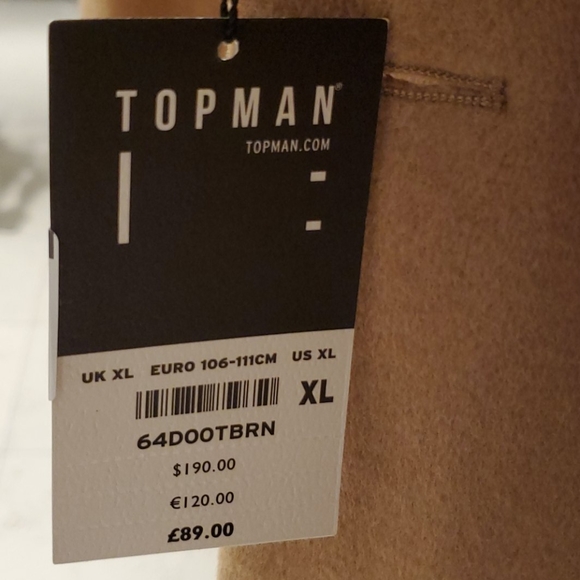 TOPMAN®
TOPMAN.COM
UK XL EURO 106-111CM US XL
XL
64D00TBRN
$190.00
€120.00
£89.00